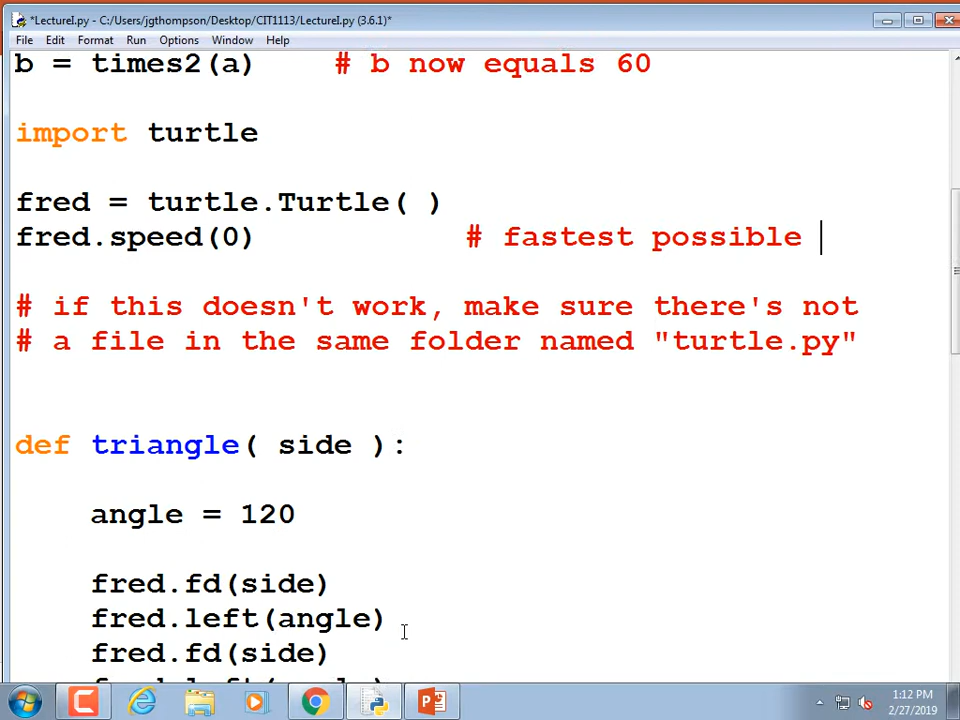 *LectureI.py - C:/Users/jgthompson/Desktop/CIT1113/LectureI.py (3.6.1)*
File Edit Format Run Options Window Help
b = times2(a)    # b now equals 60
import turtle
fred = turtle.Turtle( )
fred.speed(0)           # fastest possible
# if this doesn't work, make sure there's not
# a file in the same folder named "turtle.py"
def triangle( side ):
    angle = 120
    fred.fd(side)
    fred.left(angle)
    fred.fd(side)
1:12 PM
2/27/2019